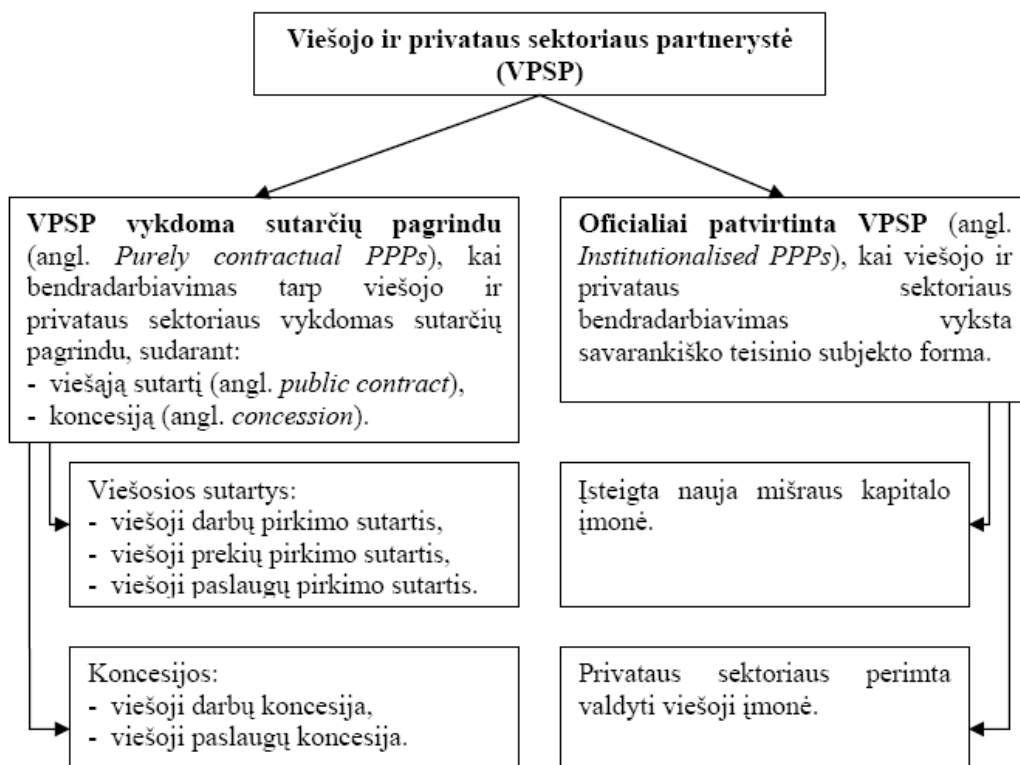 Viešojo ir privataus sektoriaus partnerystė
(VPSP)
VPSP vykdoma sutarčių pagrindu
(angl. Purely contractual PPPs), kai
bendradarbiavimas tarp viešojo ir
privataus sektoriaus vykdomas sutarčių
pagrindu, sudarant:
- viešąją sutartį (angl. public contract),
- koncesiją (angl. concession).
Oficialiai patvirtinta VPSP (angl.
Institutionalised PPPs), kai viešojo ir
privataus sektoriaus
bendradarbiavimas vyksta
savarankiško teisinio subjekto forma.
Viešosios sutartys:
- viešoji darbų pirkimo sutartis,
- viešoji prekių pirkimo sutartis,
- viešoji paslaugų pirkimo sutartis.
Įsteigta nauja mišraus kapitalo
įmonė.
Koncesijos:
- viešoji darbų koncesija,
- viešoji paslaugų koncesija.
Privataus sektoriaus perimta
valdyti viešoji įmonė.